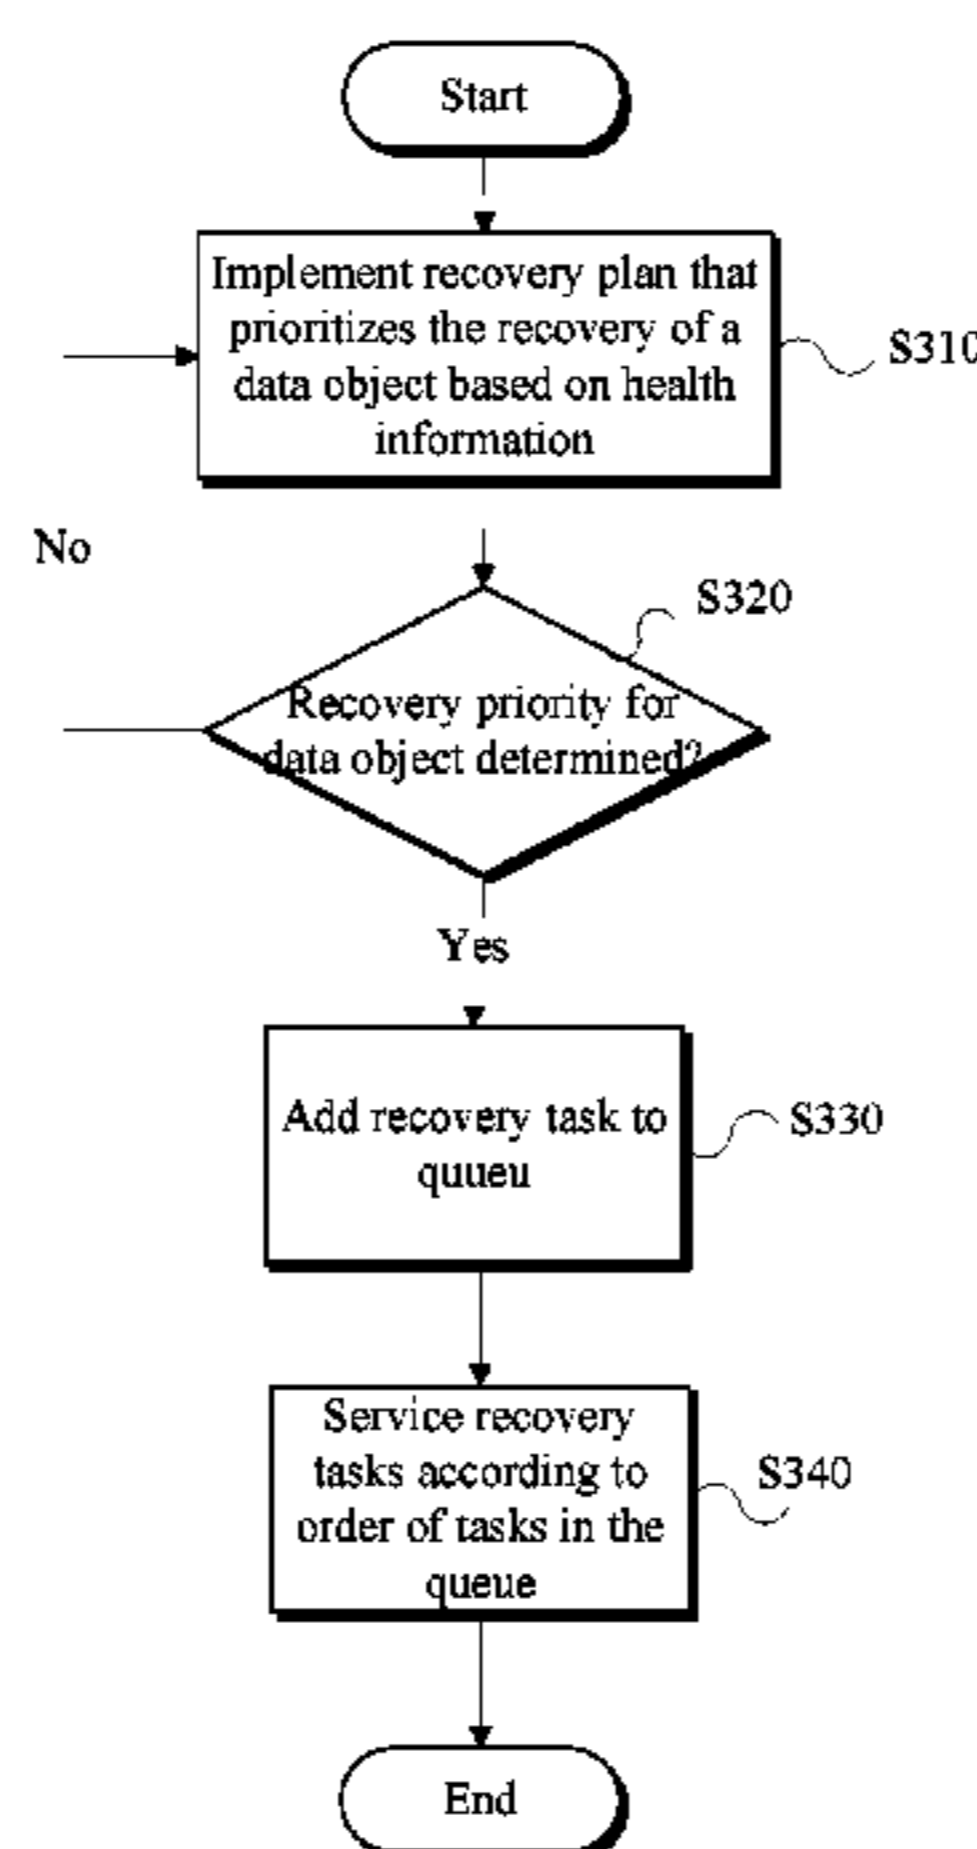 Start
Implement recovery plan that
prioritizes the recovery of a
data object based on health
information
S310
No
S320
Recovery priority for
data object determined?
Yes
Add recovery task to
quueu
S330
Service recovery
tasks according to
order of tasks in the
queue
S340
End